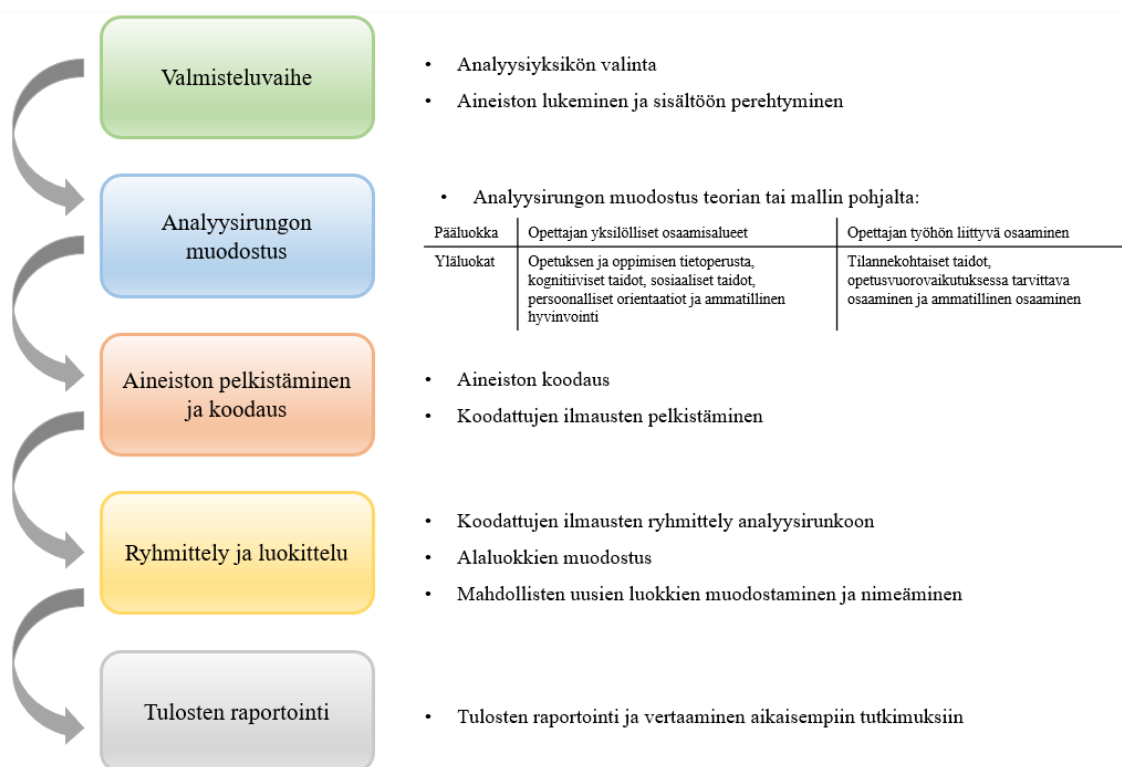 Valmisteluvaihe
• Analyysiyksikön valinta
• Aineiston lukeminen ja sisältöön perehtyminen
Analyysirungon
muodostus
• Analyysirungon muodostus teorian tai mallin pohjalta:
Pääluokka Opettajan yksilölliset osaamisalueet Opettajan työhön liittyvä osaaminen
Yläluokat Opetuksen ja oppimisen tietoperusta, Tilannekohtaiset taidot,
kognitiiviset taidot, sosiaaliset taidot, opetusvuorovaikutuksessa tarvittava
persoonalliset orientaatiot ja ammatillinen osaaminen ja ammatillinen osaaminen
hyvinvointi
Aineiston pelkistäminen
ja koodaus
• Aineiston koodaus
• Koodattujen ilmausten pelkistäminen
Ryhmittely ja luokittelu
• Koodattujen ilmausten ryhmittely analyysirunkoon
• Alaluokkien muodostus
• Mahdollisten uusien luokkien muodostaminen ja nimeäminen
Tulosten raportointi
• Tulosten raportointi ja vertaaminen aikaisempiin tutkimuksiin